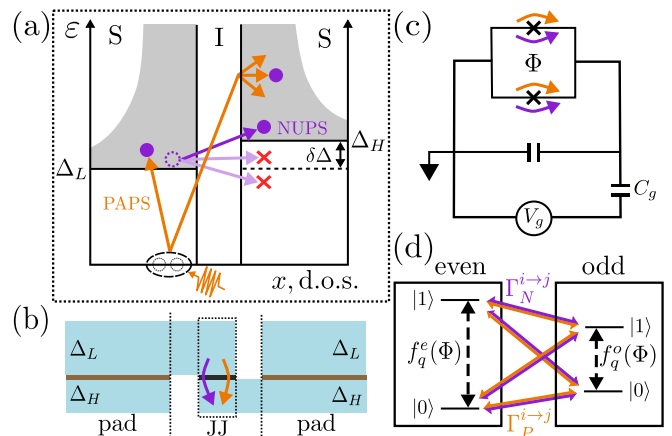 (a)
ε
S
I
S
NUPS
Δ_L
Δ_H
δΔ
PAPS
x, d.o.s.
(b)
Δ_L
Δ_L
Δ_H
Δ_H
pad
JJ
pad
(c)
Φ
C_g
V_g
(d)
even
odd
Γ_N^{i→j}
|1⟩
|1⟩
f_q^e(Φ)
f_q^o(Φ)
|0⟩
|0⟩
Γ_P^{i→j}